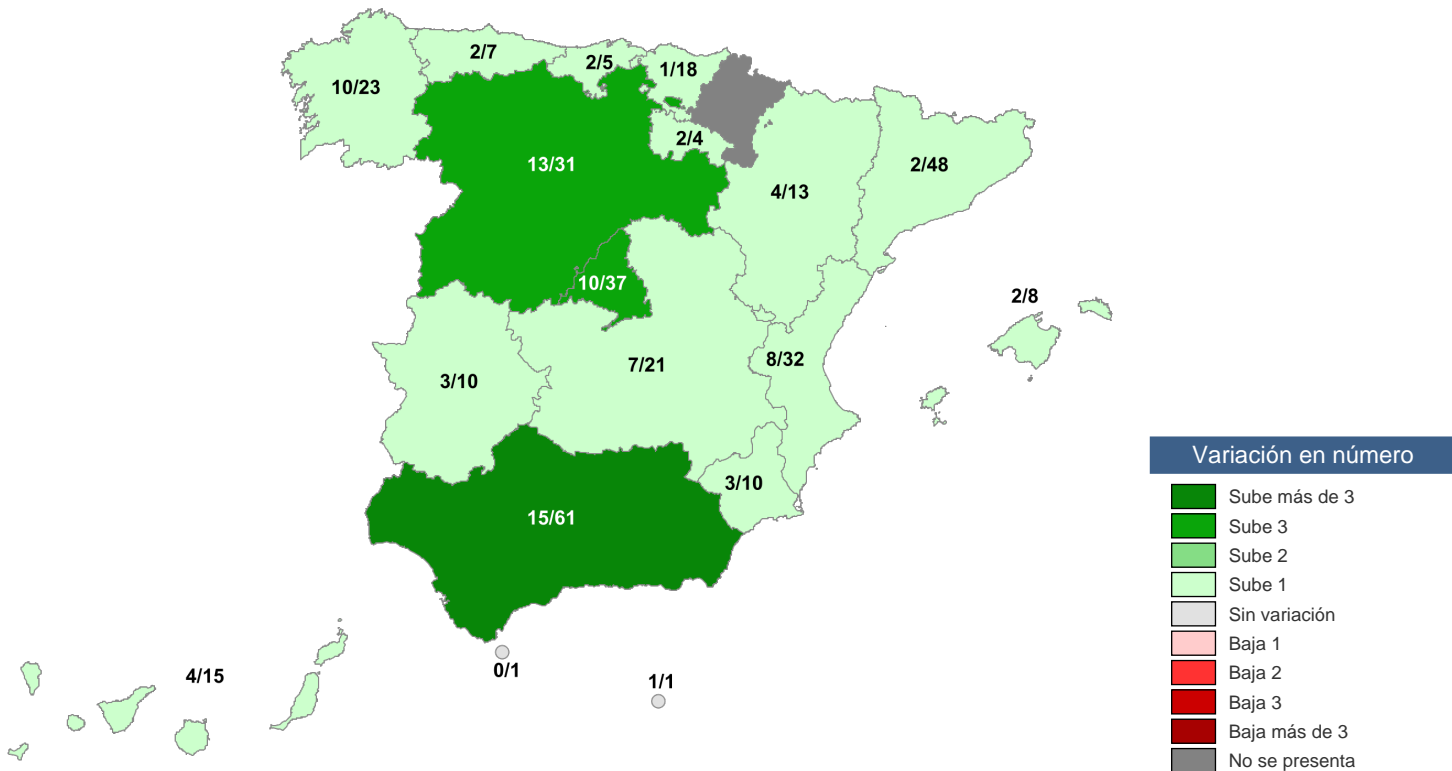 2/7
2/5
1/18
10/23
2/4
13/31
2/48
4/13
10/37
2/8
7/21
8/32
3/10
3/10
15/61
4/15
0/1
1/1
Variación en número
Sube más de 3
Sube 3
Sube 2
Sube 1
Sin variación
Baja 1
Baja 2
Baja 3
Baja más de 3
No se presenta